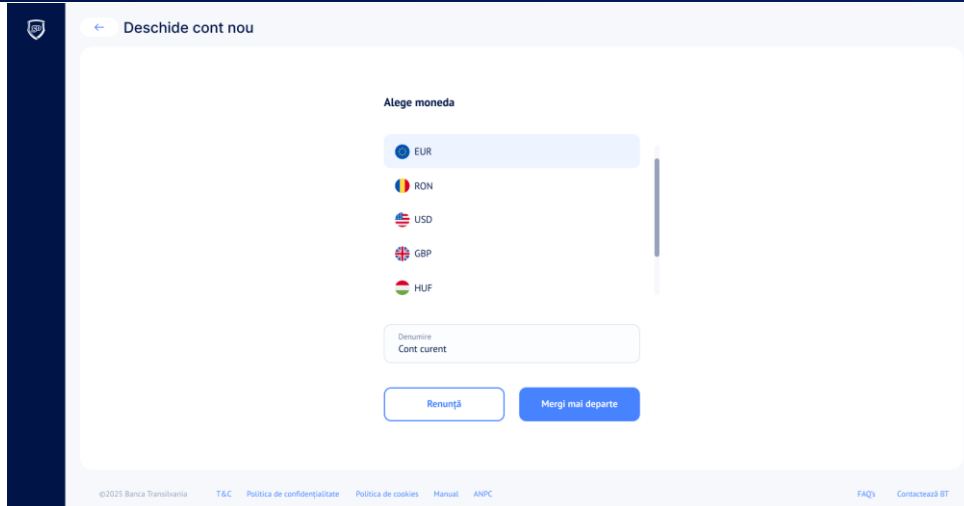 Deschide cont nou
Alege moneda
EUR
RON
USD
GBP
HUF
Denumire
Cont curent
Renunță Mergi mai departe
©2025 Banca Transilvania T&C Politica de confidențialitate Politica de cookies Manual ANPC FAQ's Contactează BT